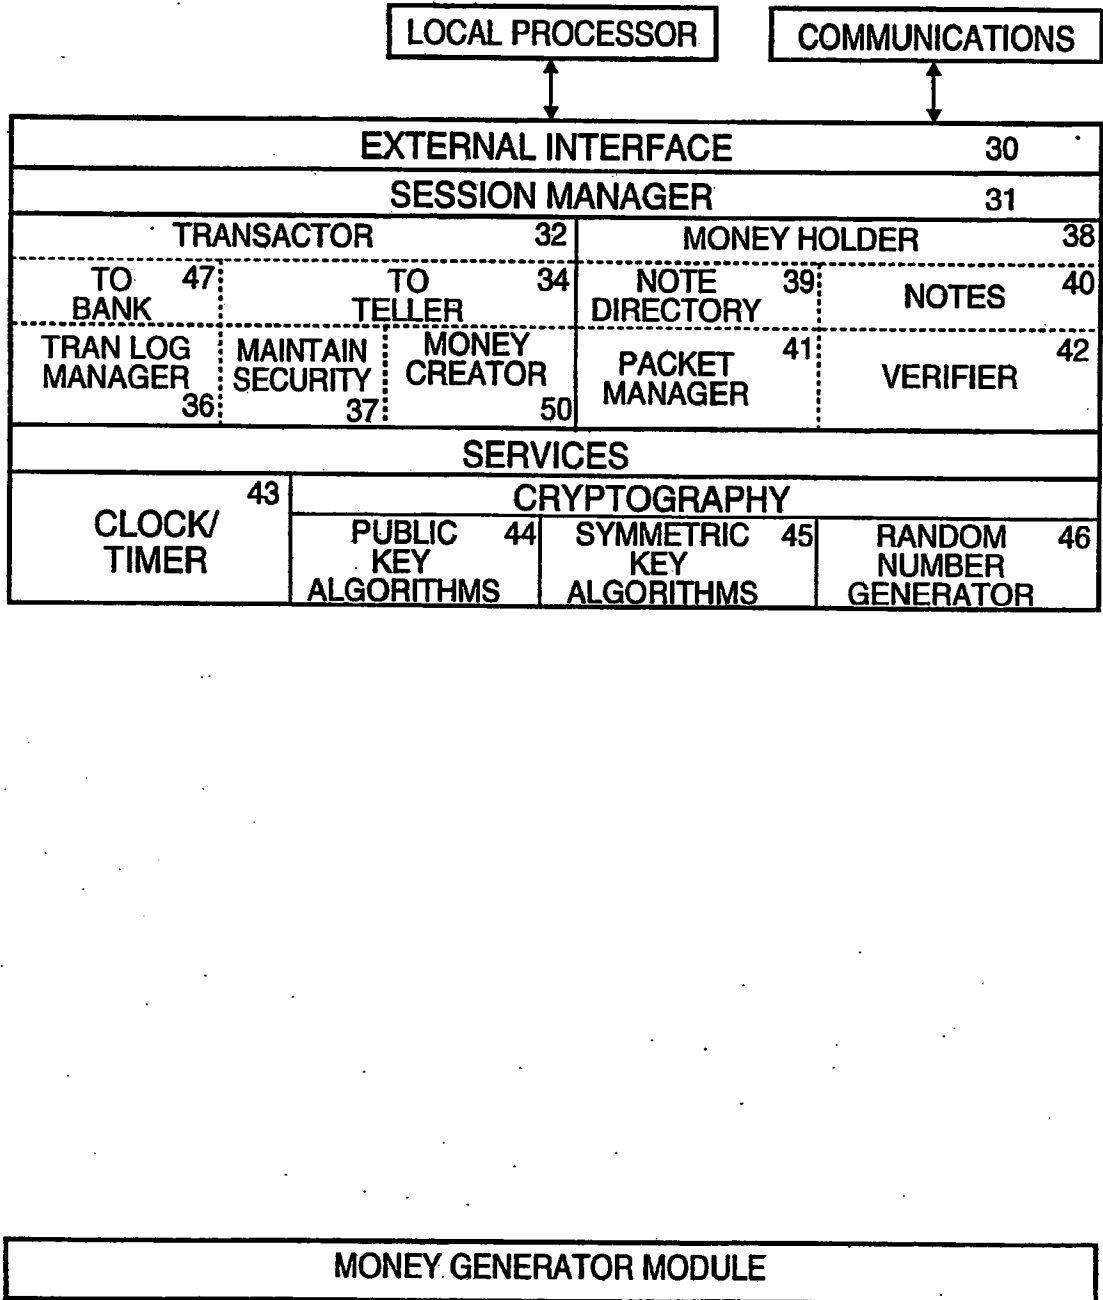 LOCAL PROCESSOR
COMMUNICATIONS
EXTERNAL INTERFACE 30
SESSION MANAGER 31
TRANSACTOR 32
MONEY HOLDER 38
TO 47
BANK
TO 34
TELLER
NOTE 39
DIRECTORY
NOTES 40
TRAN LOG
MANAGER
36
MAINTAIN
SECURITY
37
MONEY
CREATOR
50
PACKET 41
MANAGER
VERIFIER 42
SERVICES
CLOCK/ 43
TIMER
CRYPTOGRAPHY
PUBLIC 44
KEY
ALGORITHMS
SYMMETRIC 45
KEY
ALGORITHMS
RANDOM 46
NUMBER
GENERATOR
MONEY GENERATOR MODULE